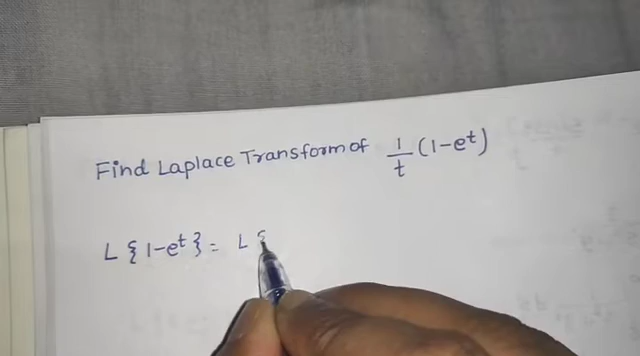 Find Laplace Transform of 1/t (1-e^t)
L {1-e^t} = L {